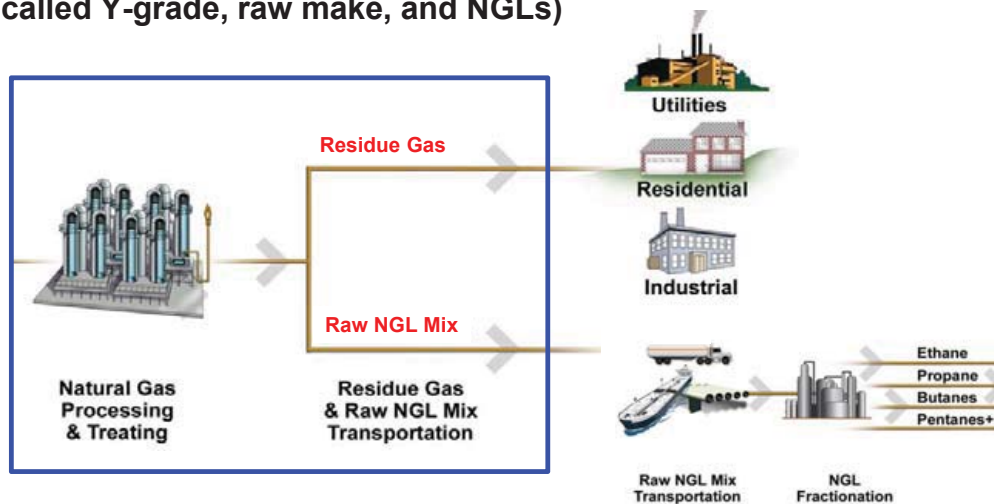 called Y-grade, raw make, and NGLs)
Utilities
Residue Gas
Residential
Industrial
Raw NGL Mix
Natural Gas
Processing
& Treating
Residue Gas
& Raw NGL Mix
Transportation
Ethane
Propane
Butanes
Pentanes+
Raw NGL Mix
Transportation
NGL
Fractionation